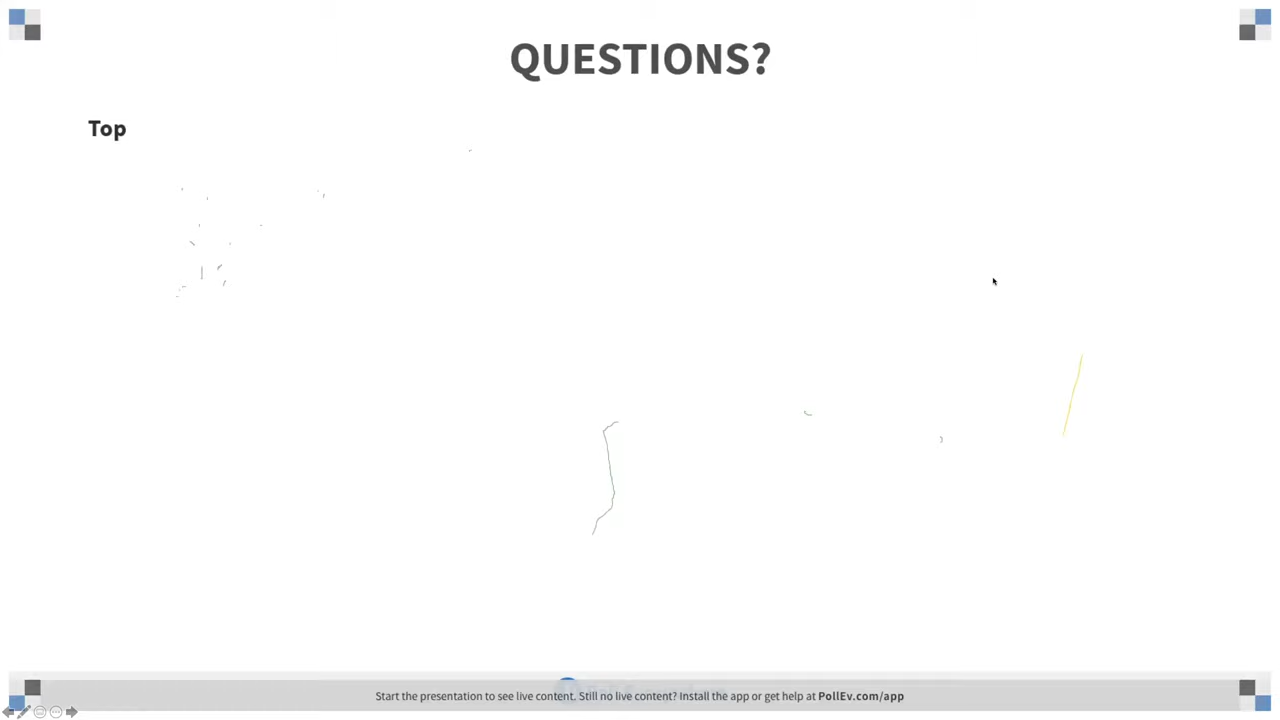 QUESTIONS?
Top
Start the presentation to see live content. Still no live content? Install the app or get help at PollEv.com/app